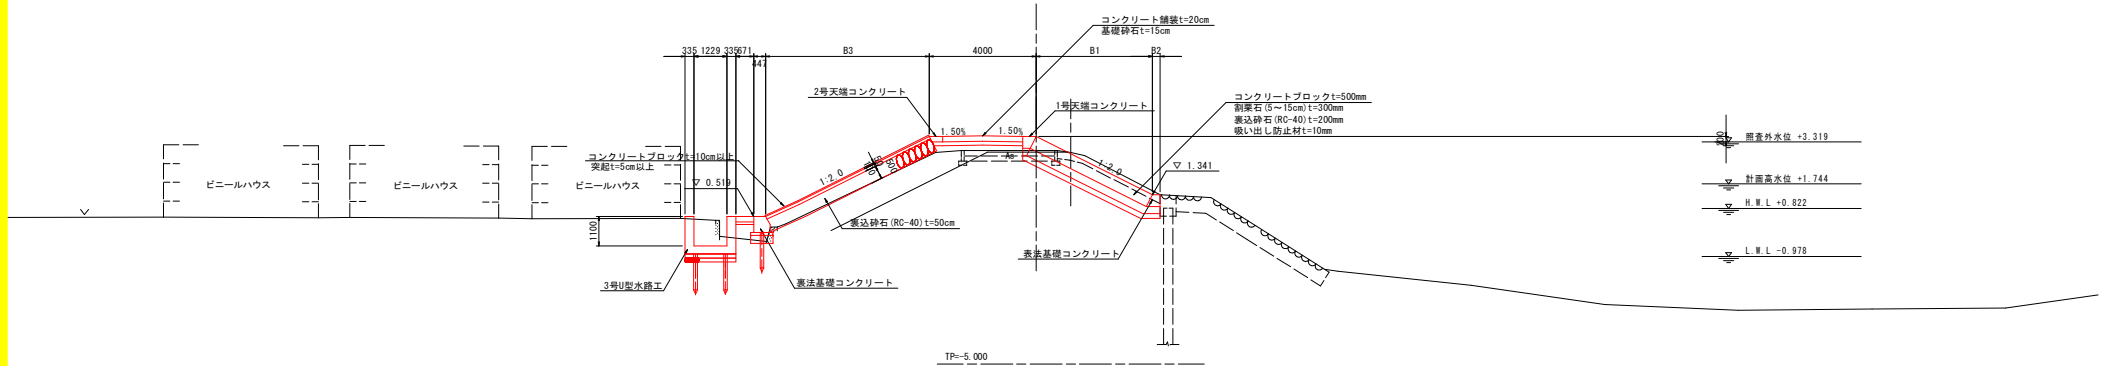 コンクリート舗装t=20cm
基礎砕石t=15cm
335 1229 335 671
447
B3
4000
B1
B2
2号天端コンクリート
1号天端コンクリート
コンクリートブロックt=500mm
割栗石(5～15cm)t=300mm
裏込砕石(RC-40)t=200mm
吸い出し防止材t=10mm
1.50%
1.50%
照査外水位 +3.319
コンクリートブロックt=10cm以上
突起t=5cm以上
500
As
1:2.0
1:2.0
▽ 1.341
ビニールハウス
ビニールハウス
ビニールハウス
▽ 0.519
計画高水位 +1.744
H.W.L +0.822
1100
裏込砕石(RC-40)t=50cm
表法基礎コンクリート
L.W.L -0.978
3号U型水路工
裏法基礎コンクリート
TP=-5.000